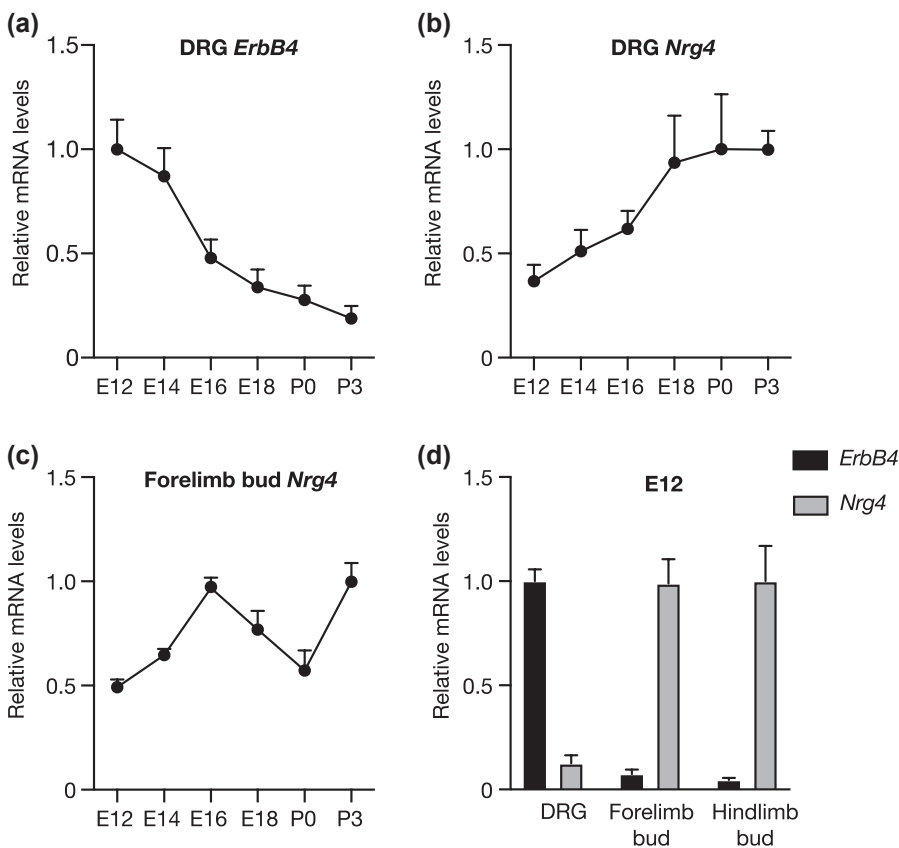 (a)
DRG ErbB4
Relative mRNA levels
1.5
1.0
0.5
0
E12 E14 E16 E18 P0 P3
(b)
DRG Nrg4
Relative mRNA levels
1.5
1.0
0.5
0
E12 E14 E16 E18 P0 P3
(c)
Forelimb bud Nrg4
Relative mRNA levels
1.5
1.0
0.5
0
E12 E14 E16 E18 P0 P3
(d)
E12
Relative mRNA levels
1.5
1.0
0.5
0
DRG Forelimb Hindlimb
bud bud
ErbB4
Nrg4